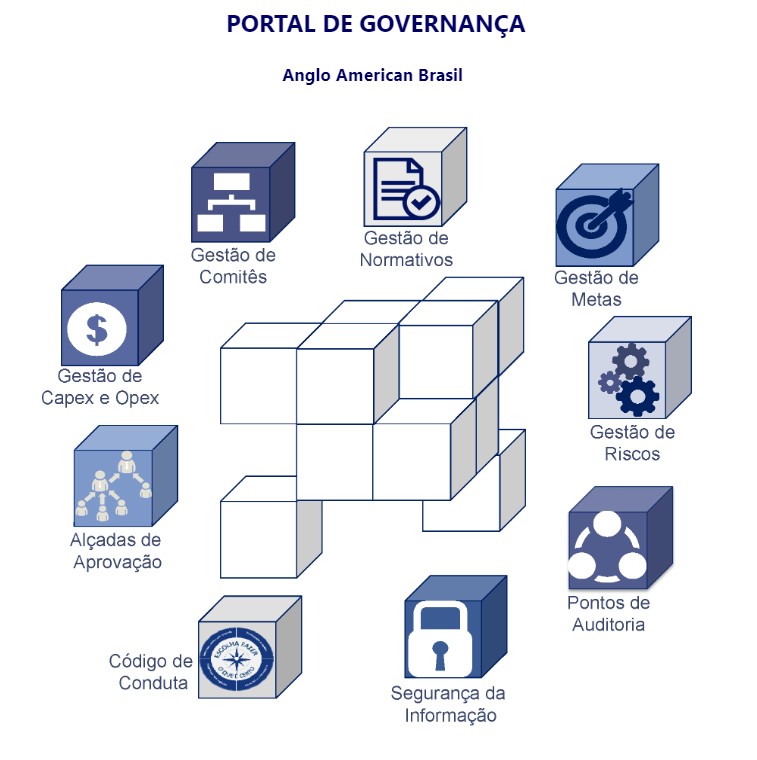 PORTAL DE GOVERNANÇA
Anglo American Brasil
Gestão de
Comitês
Gestão de
Normativos
Gestão de
Metas
Gestão de
Capex e Opex
$
Gestão de
Riscos
Alçadas de
Aprovação
Pontos de
Auditoria
Código de
Conduta
ESCOLHA FAZER
O QUE É CERTO
Segurança da
Informação